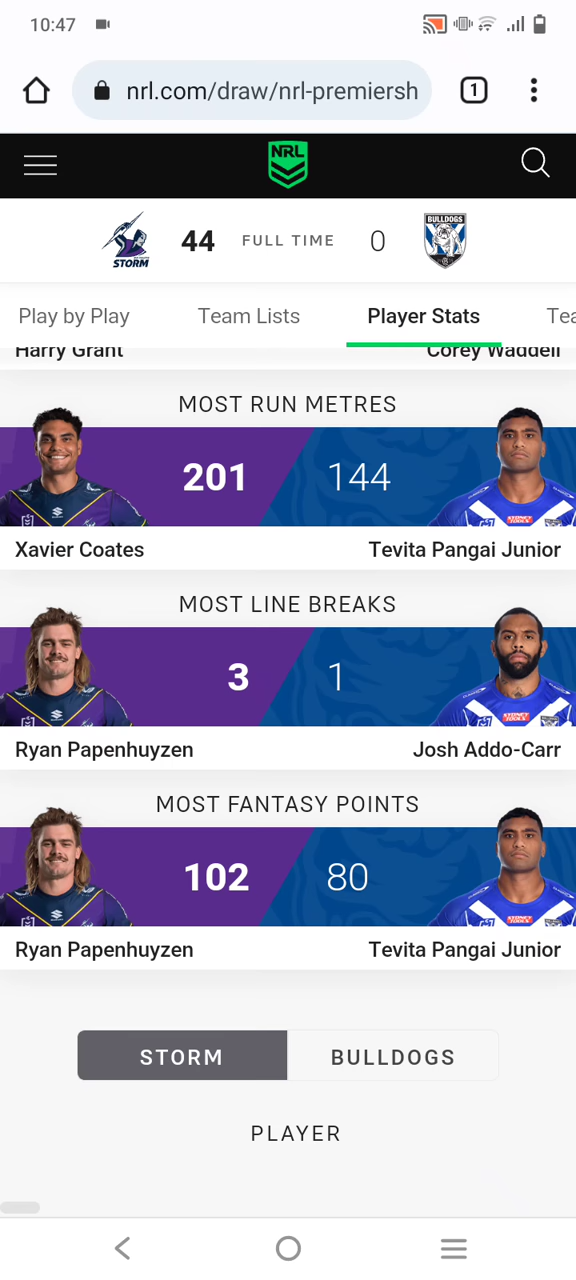 10:47
nrl.com/draw/nrl-premiersh
1
NRL
STORM
44
FULL TIME
0
BULLDOGS
Play by Play
Team Lists
Player Stats
Tea
Harry Grant
Corey Waddell
MOST RUN METRES
201
144
Xavier Coates
Tevita Pangai Junior
MOST LINE BREAKS
3
1
Ryan Papenhuyzen
Josh Addo-Carr
MOST FANTASY POINTS
102
80
Ryan Papenhuyzen
Tevita Pangai Junior
STORM
BULLDOGS
PLAYER